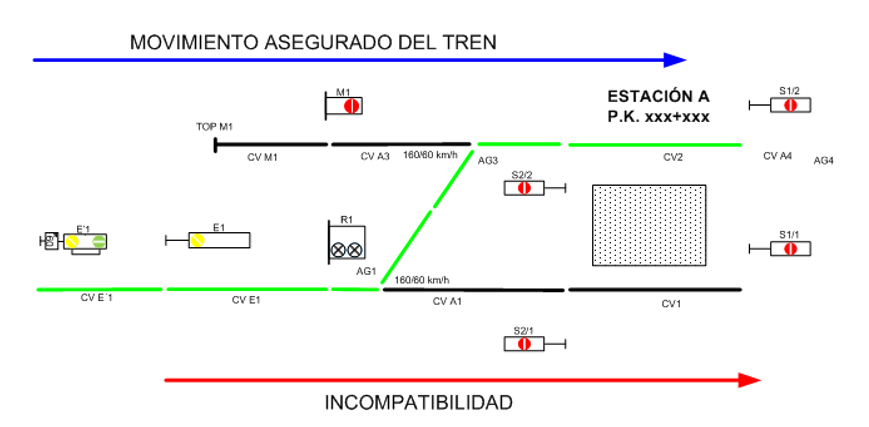 MOVIMIENTO ASEGURADO DEL TREN
M1
ESTACIÓN A
P.K. xxx+xxx
S1/2
TOP M1
CV M1
CV A3
160/60 km/h
AG3
CV2
CV A4
AG4
S2/2
E´1
E1
R1
S1/1
60
AG1
160/60 km/h
CV E´1
CV E1
CV A1
CV1
S2/1
INCOMPATIBILIDAD